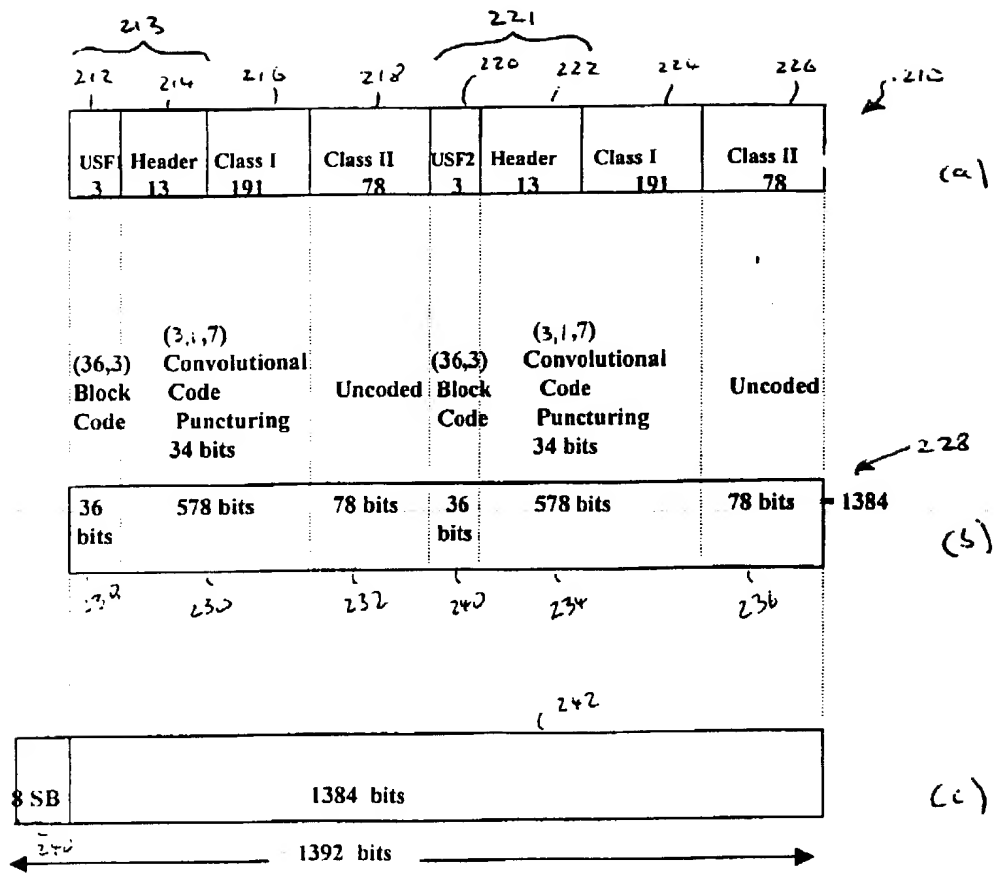 213 221
212 214 216 218 220 222 224 226 210
USF1 Header Class I Class II USF2 Header Class I Class II
3 13 191 78 3 13 191 78
(a)
(36,3)
Block
Code
(3,1,7)
Convolutional
Code
Puncturing
34 bits
Uncoded
(36,3)
Block
Code
(3,1,7)
Convolutional
Code
Puncturing
34 bits
Uncoded
228
36
bits
578 bits
78 bits
36
bits
578 bits
78 bits
1384
(b)
230 232 240 234 236
242
8 SB
1384 bits
(c)
240
1392 bits